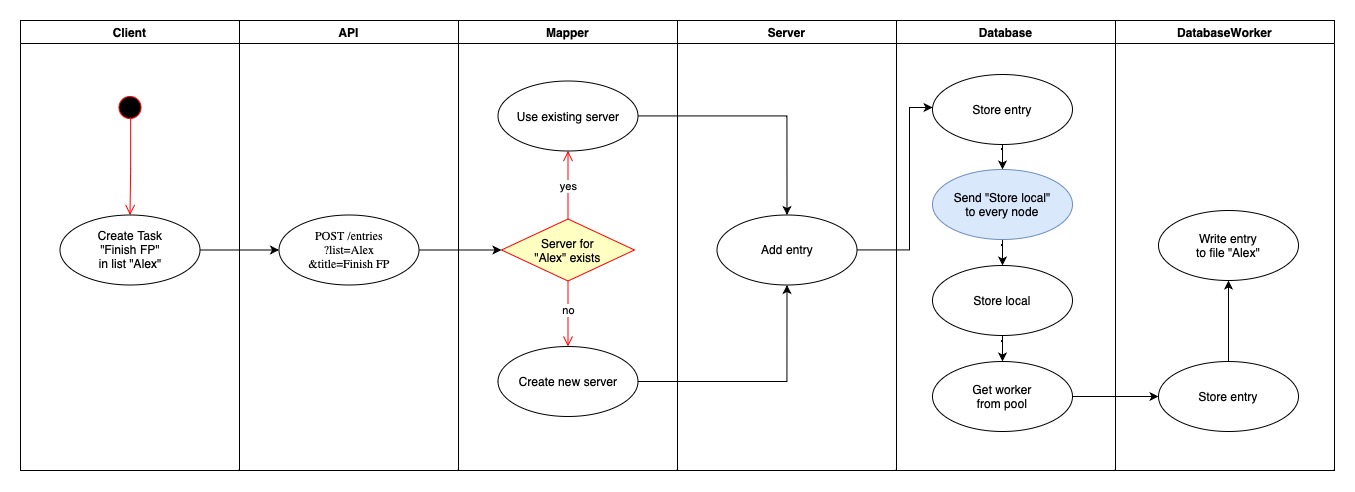 Client
API
Mapper
Server
Database
DatabaseWorker
Create Task
"Finish FP"
in list "Alex"
POST /entries
?list=Alex
&title=Finish FP
Use existing server
yes
Server for
"Alex" exists
no
Create new server
Add entry
Store entry
Send "Store local"
to every node
Store local
Get worker
from pool
Write entry
to file "Alex"
Store entry